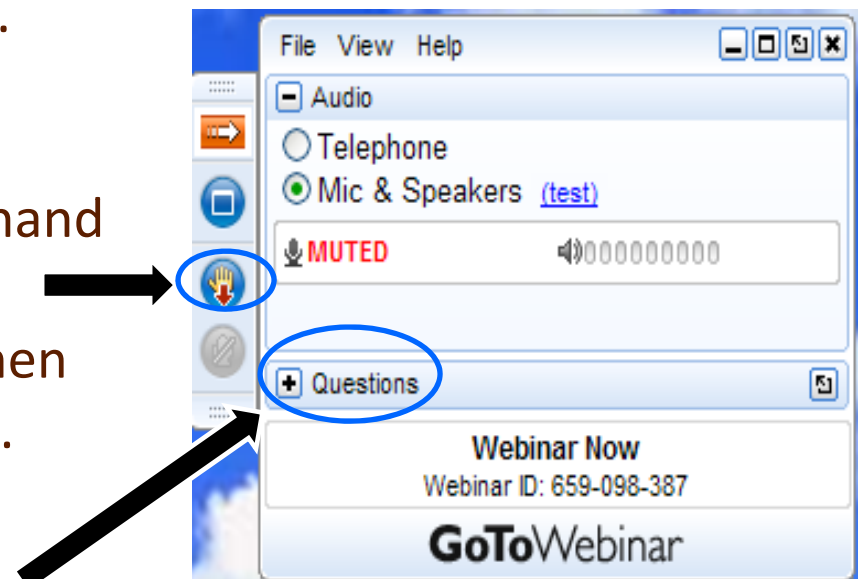 .
hand
hen
.
File View Help
Audio
Telephone
Mic & Speakers (test)
MUTED
Questions
Webinar Now
Webinar ID: 659-098-387
GoToWebinar